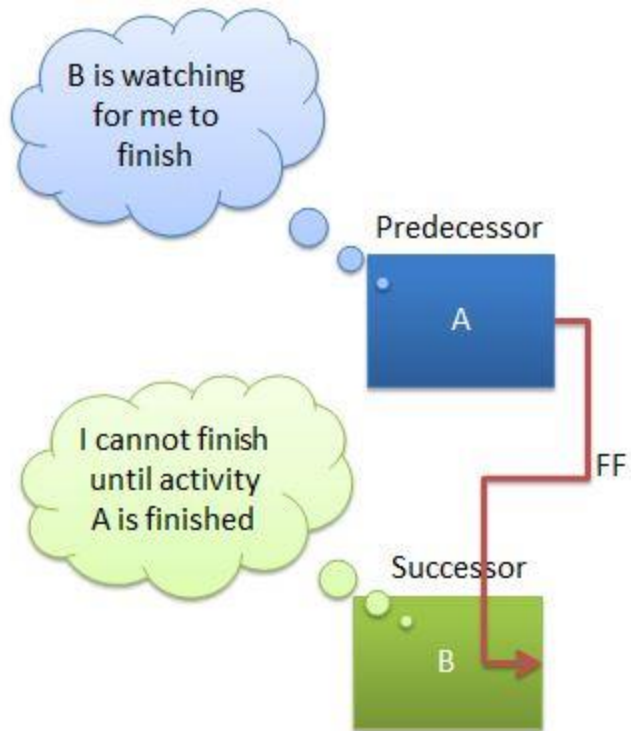 B is watching
for me to
finish
Predecessor
A
I cannot finish
until activity
A is finished
FF
Successor
B